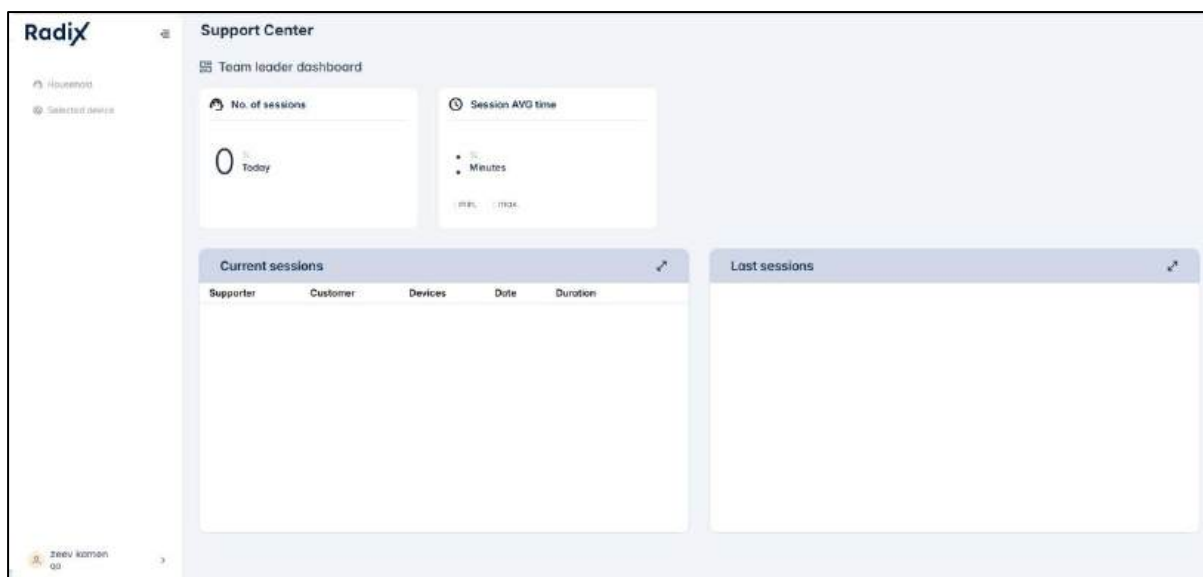 Radix
Support Center
Team leader dashboard
Household
Selected device
No. of sessions
Session AVG time
0
%
Today
:
%
Minutes
: min. : max.
Current sessions
Last sessions
Supporter Customer Devices Date Duration
zeev kaman
qa